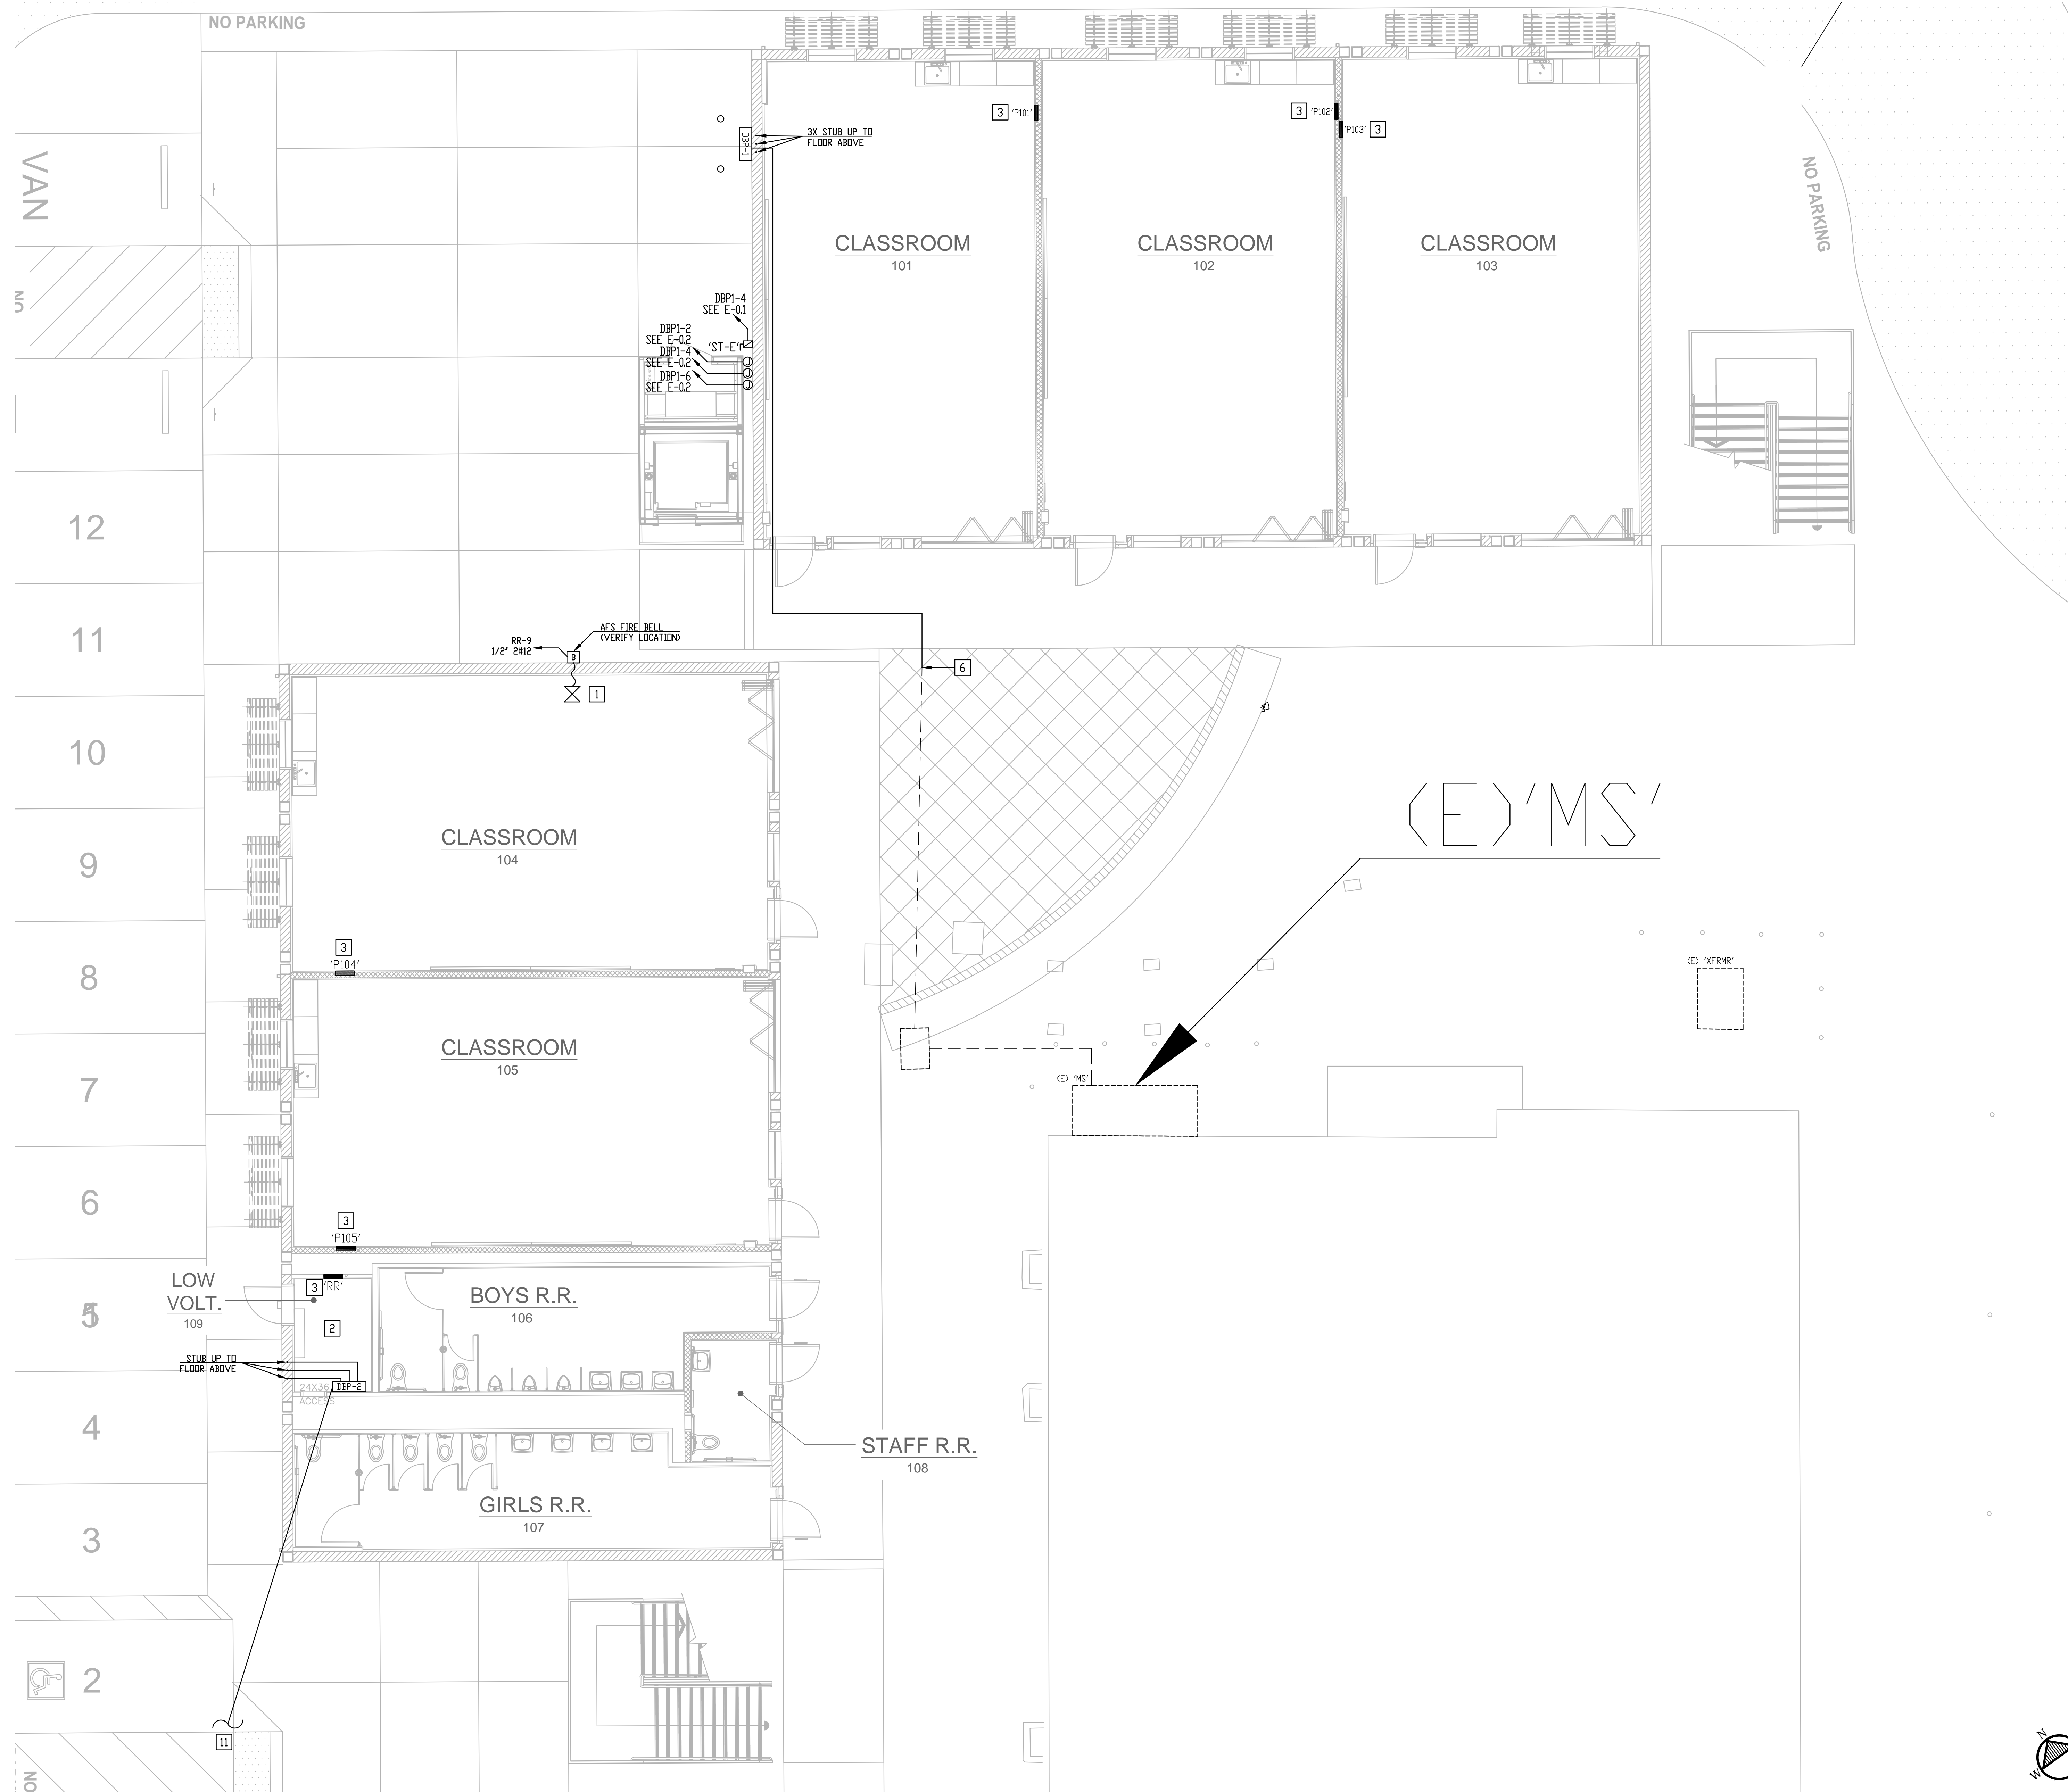 NO PARKING
VAN
NO PARKING
ON
3 'P101'
3 'P102'
'P103' 3
DBP-1
3X STUB UP TO
FLOOR ABOVE
CLASSROOM
101
CLASSROOM
102
CLASSROOM
103
DBP1-4
SEE E-0.1
DBP1-2
SEE E-0.2
'ST-E'
DBP1-4
SEE E-0.2
DBP1-6
SEE E-0.2
J
J
J
12
11
10
9
8
7
6
5
4
3
2
AFS FIRE BELL
(VERIFY LOCATION)
RR-9
1/2" 2#12
B
1
6
CLASSROOM
104
(E)'MS'
3
'P104'
(E) 'XFRMR'
CLASSROOM
105
(E) 'MS'
3
'P105'
3 'RR'
LOW
VOLT.
109
2
BOYS R.R.
106
STUB UP TO
FLOOR ABOVE
24X36
ACCESS
DBP-2
STAFF R.R.
108
GIRLS R.R.
107
11
ON
N
W